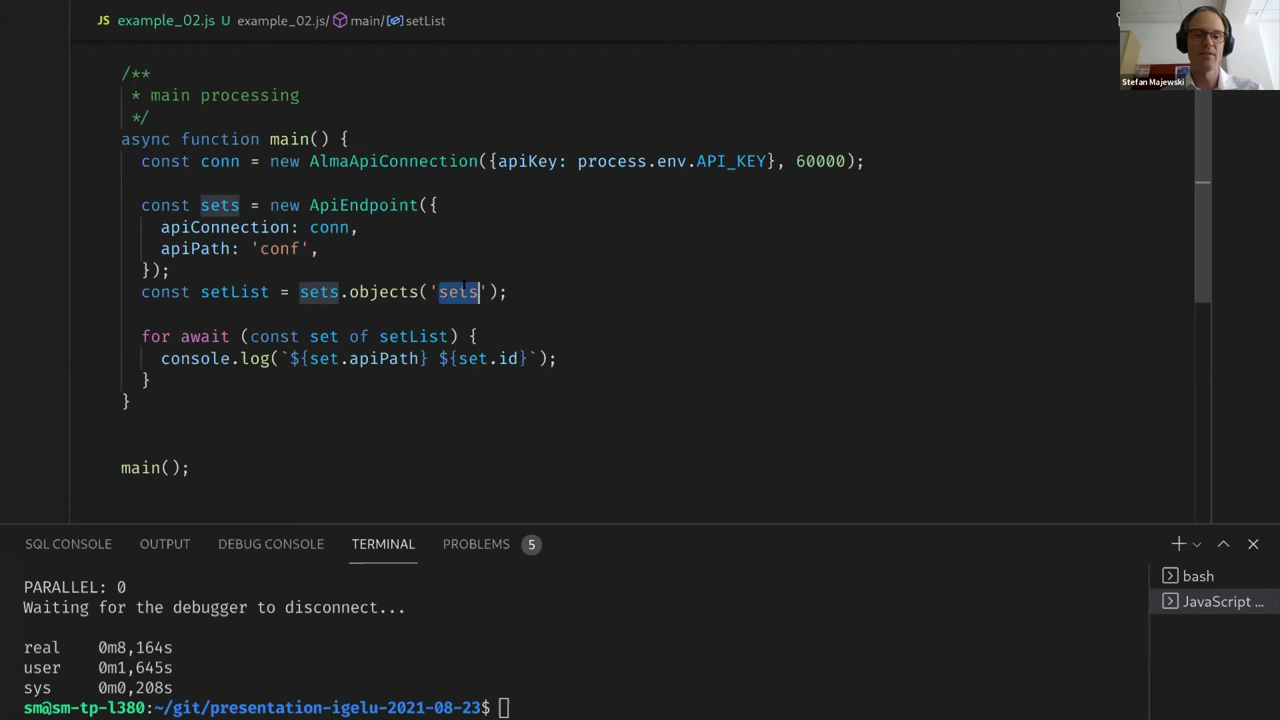 JS example_02.js U example_02.js/ main/ setList
Stefan Majewski
/**
* main processing
*/
async function main() {
const conn = new AlmaApiConnection({apiKey: process.env.API_KEY}, 60000);
const sets = new ApiEndpoint({
apiConnection: conn,
apiPath: 'conf',
});
const setList = sets.objects('sets');
for await (const set of setList) {
console.log(`${set.apiPath} ${set.id}`);
}
}
main();
SQL CONSOLE OUTPUT DEBUG CONSOLE TERMINAL PROBLEMS 5
bash
JavaScript ...
PARALLEL: 0
Waiting for the debugger to disconnect...
real 0m8,164s
user 0m1,645s
sys 0m0,208s
sm@sm-tp-l380:~/git/presentation-igelu-2021-08-23$